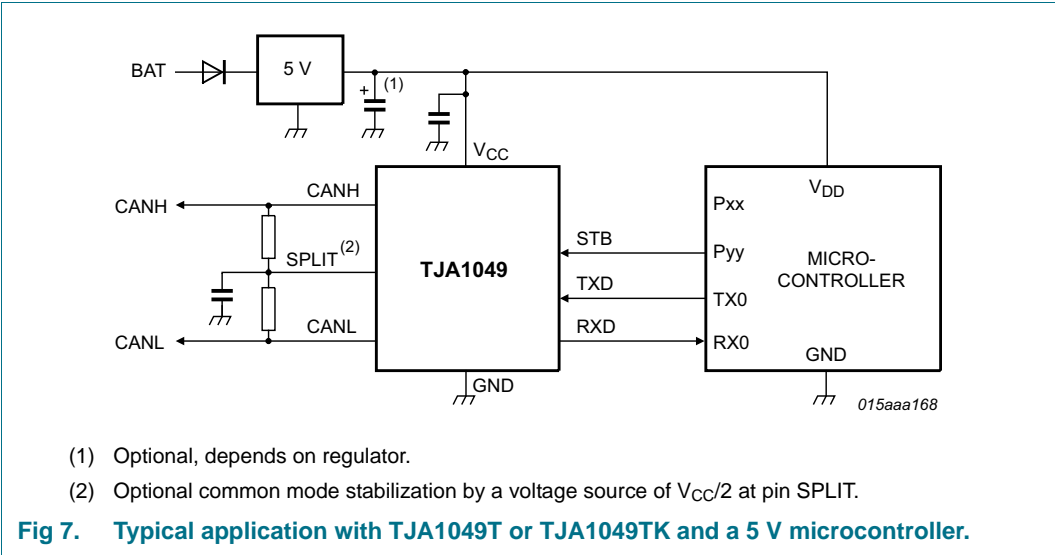 BAT
5 V
+
(1)
VCC
CANH
CANH
SPLIT(2)
CANL
CANL
TJA1049
GND
STB
TXD
RXD
VDD
Pxx
Pyy
TX0
RX0
MICRO-
CONTROLLER
GND
015aaa168
(1) Optional, depends on regulator.
(2) Optional common mode stabilization by a voltage source of VCC/2 at pin SPLIT.
Fig 7. Typical application with TJA1049T or TJA1049TK and a 5 V microcontroller.